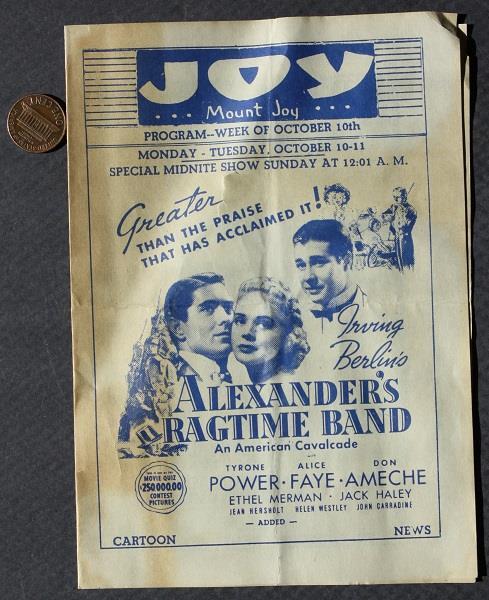 JOY
... Mount Joy ...
PROGRAM--WEEK OF OCTOBER 10th
MONDAY - TUESDAY, OCTOBER 10-11
SPECIAL MIDNITE SHOW SUNDAY AT 12:01 A. M.
Greater
THAN THE PRAISE
THAT HAS ACCLAIMED IT!
Irving
Berlin's
ALEXANDER'S
RAGTIME BAND
An American Cavalcade
TYRONE ALICE DON
POWER · FAYE · AMECHE
ETHEL MERMAN · JACK HALEY
JEAN HERSHOLT HELEN WESTLEY JOHN CARRADINE
— ADDED —
MOVIE QUIZ
$250,000.00
CONTEST
PICTURES
CARTOON NEWS
ONE CENT